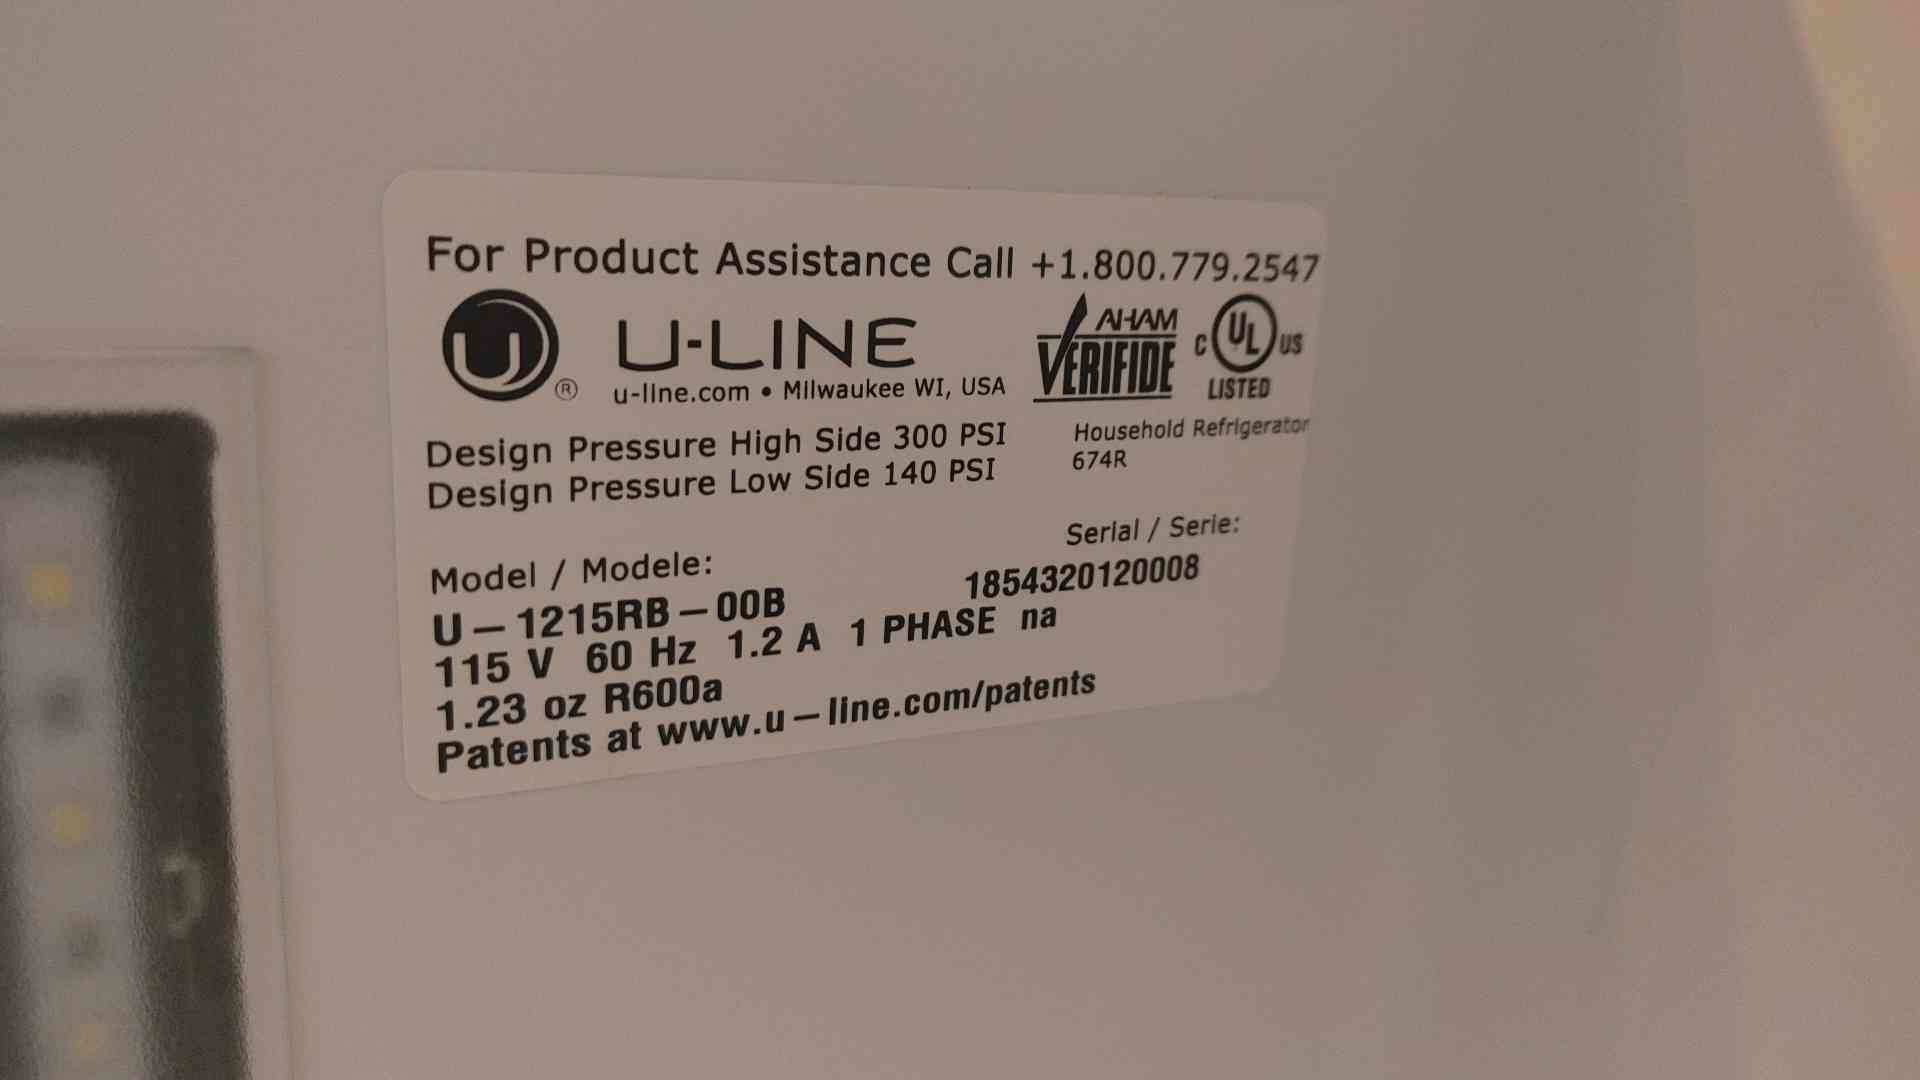 For Product Assistance Call +1.800.779.2547
U ® U-LINE AHAM VERIFIDE C UL US LISTED
u-line.com • Milwaukee WI, USA
Design Pressure High Side 300 PSI
Design Pressure Low Side 140 PSI
Household Refrigerator
674R
Model / Modele:
U-1215RB-00B
Serial / Serie:
1854320120008
115 V 60 Hz 1.2 A 1 PHASE na
1.23 oz R600a
Patents at www.u-line.com/patents